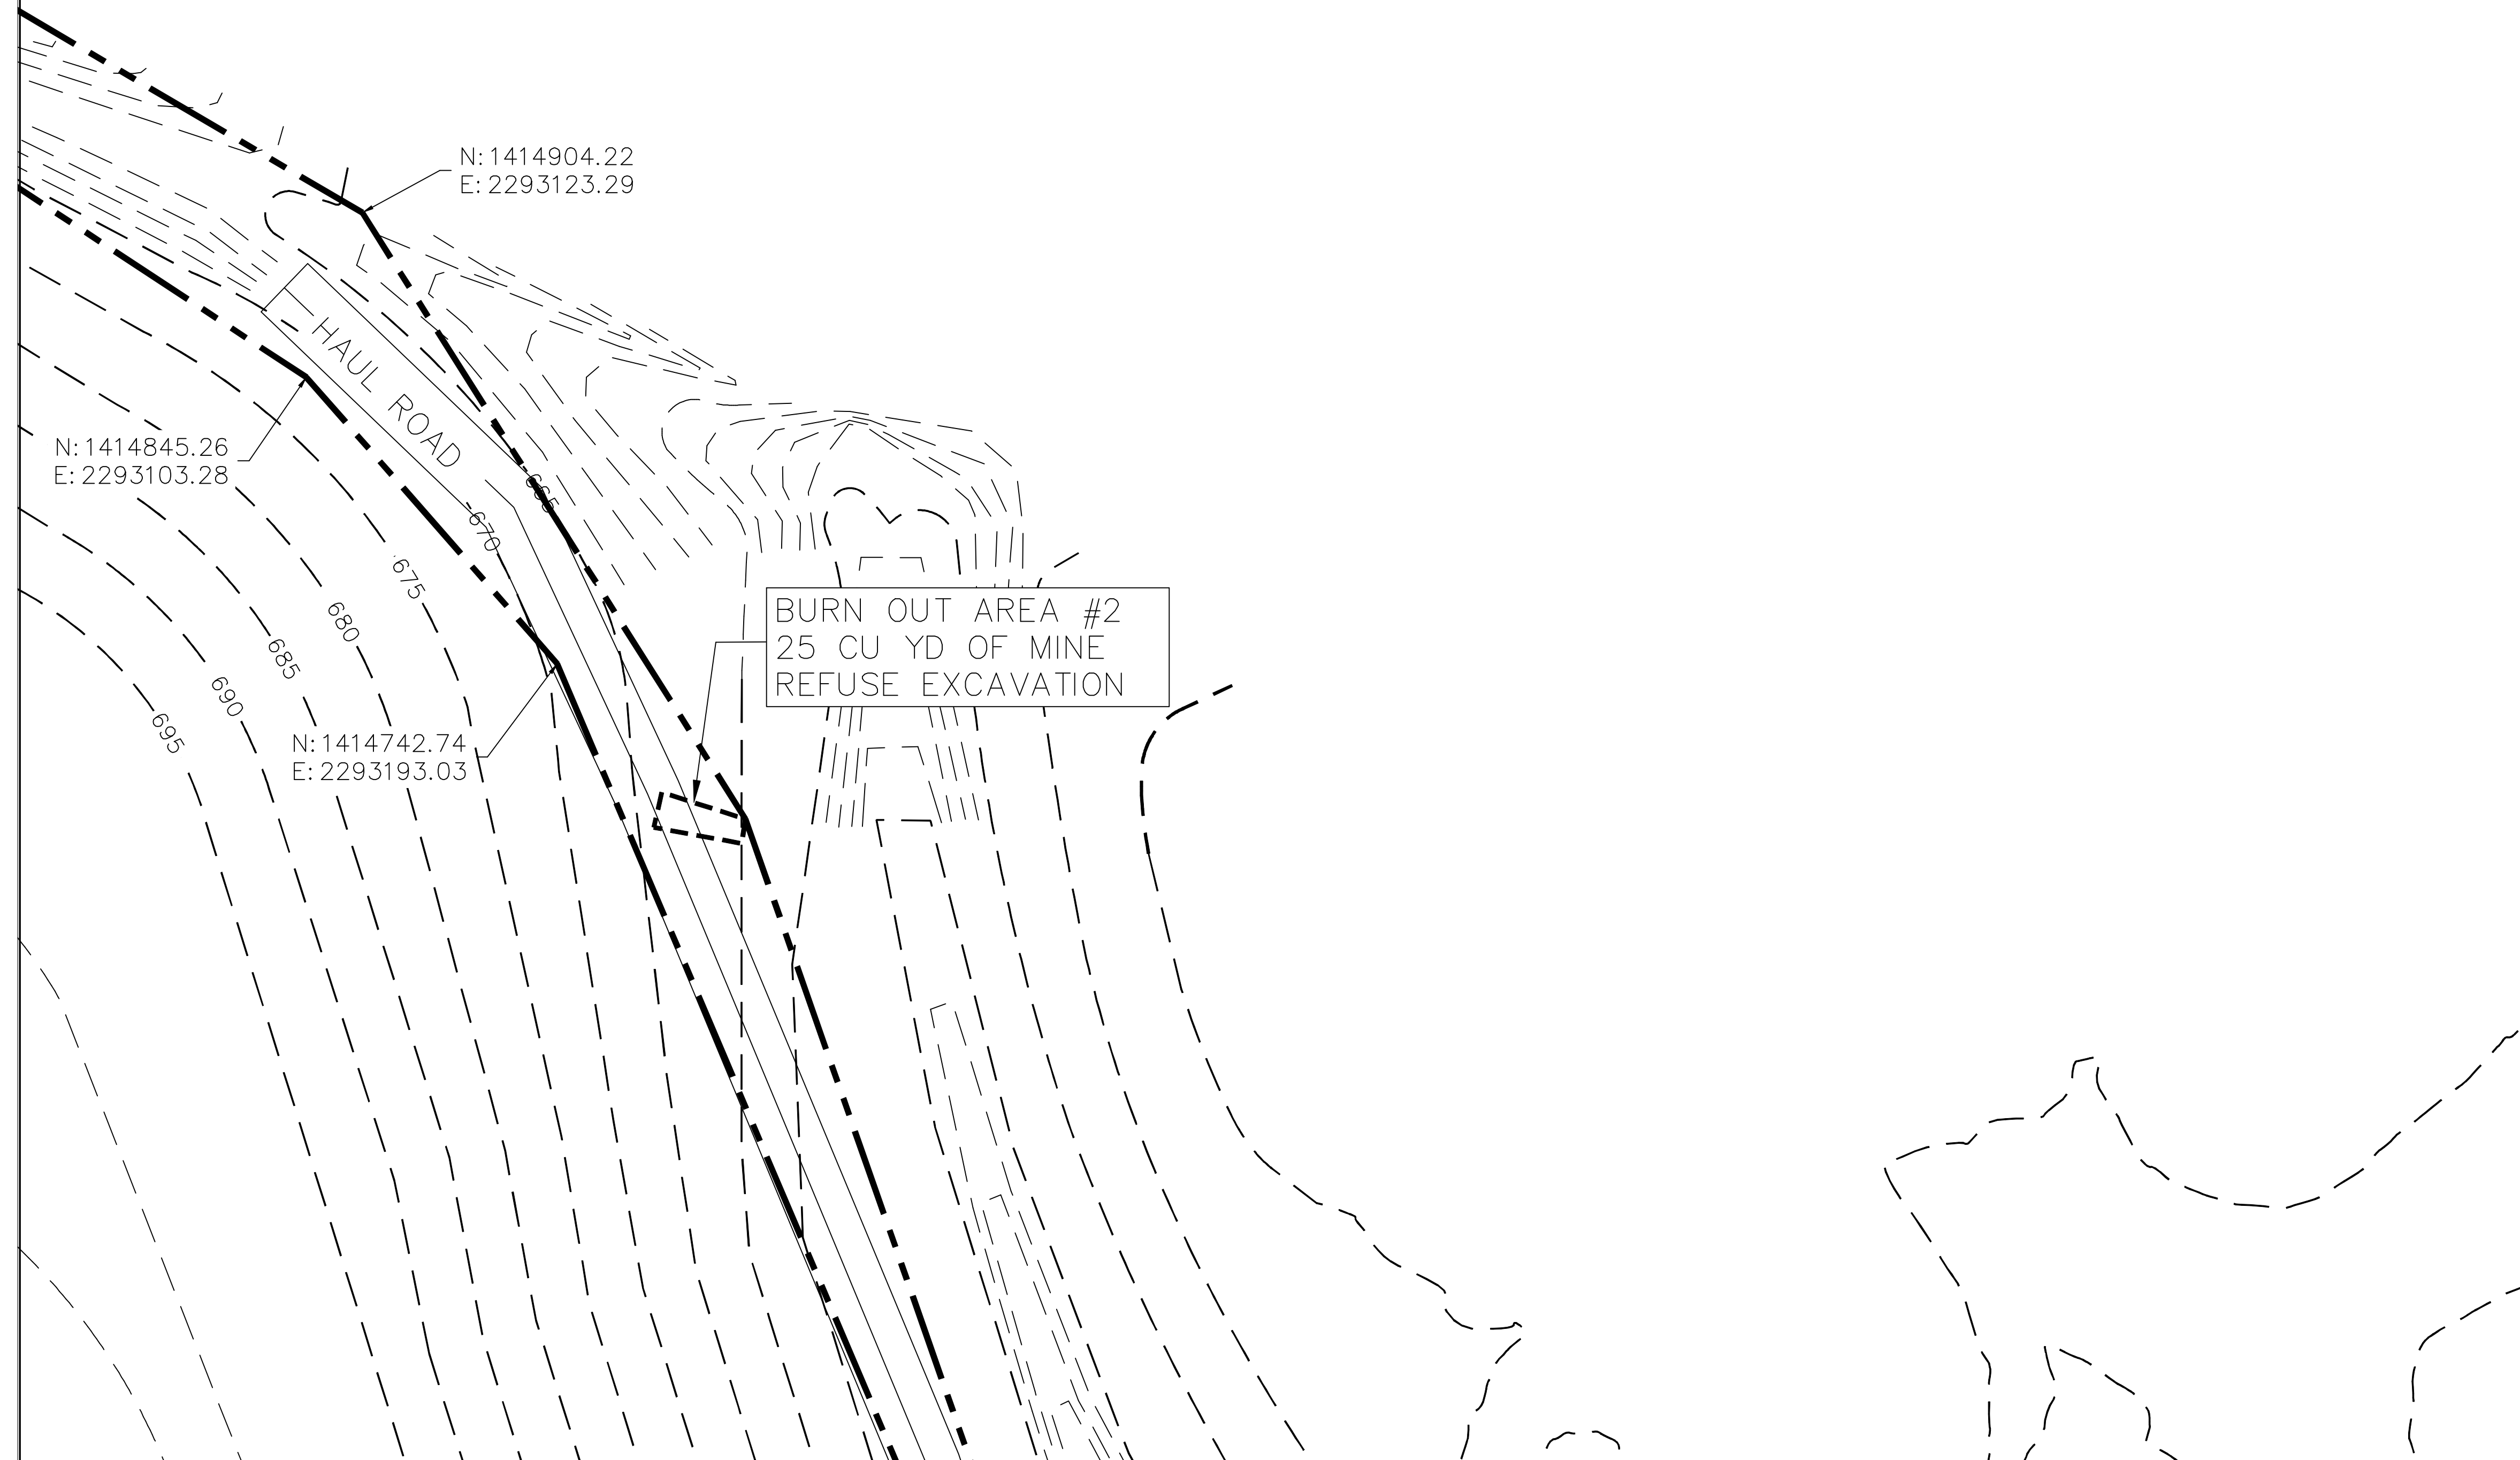 N:1414904.22
E:2293123.29
HAUL ROAD
N:1414845.26
E:2293103.28
665
670
675
680
685
690
695
BURN OUT AREA #2
25 CU YD OF MINE
REFUSE EXCAVATION
N:1414742.74
E:2293193.03